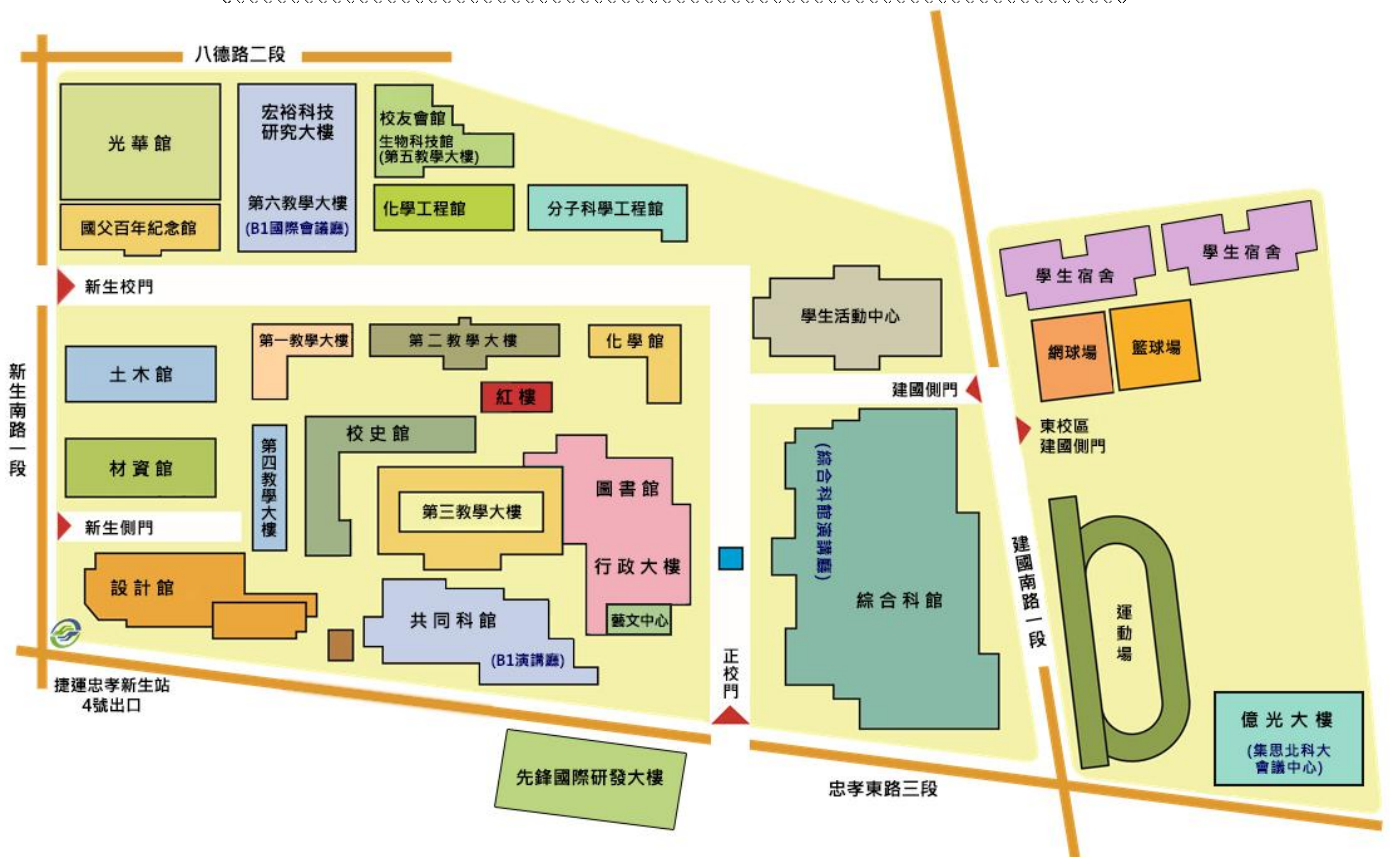 八德路二段
光華館
宏裕科技
研究大樓
第六教學大樓
(B1國際會議廳)
校友會館
生物科技館
(第五教學大樓)
國父百年紀念館
化學工程館
分子科學工程館
學生宿舍
學生宿舍
新生校門
學生活動中心
網球場
籃球場
第一教學大樓
第二教學大樓
化學館
土木館
新生南路一段
紅樓
建國側門
東校區
建國側門
校史館
材資館
第四教學大樓
圖書館
第三教學大樓
(綜合科館演講廳)
新生側門
行政大樓
建國南路一段
設計館
綜合科館
共同科館
藝文中心
運動場
(B1演講廳)
正校門
捷運忠孝新生站
4號出口
億光大樓
(集思北科大
會議中心)
先鋒國際研發大樓
忠孝東路三段